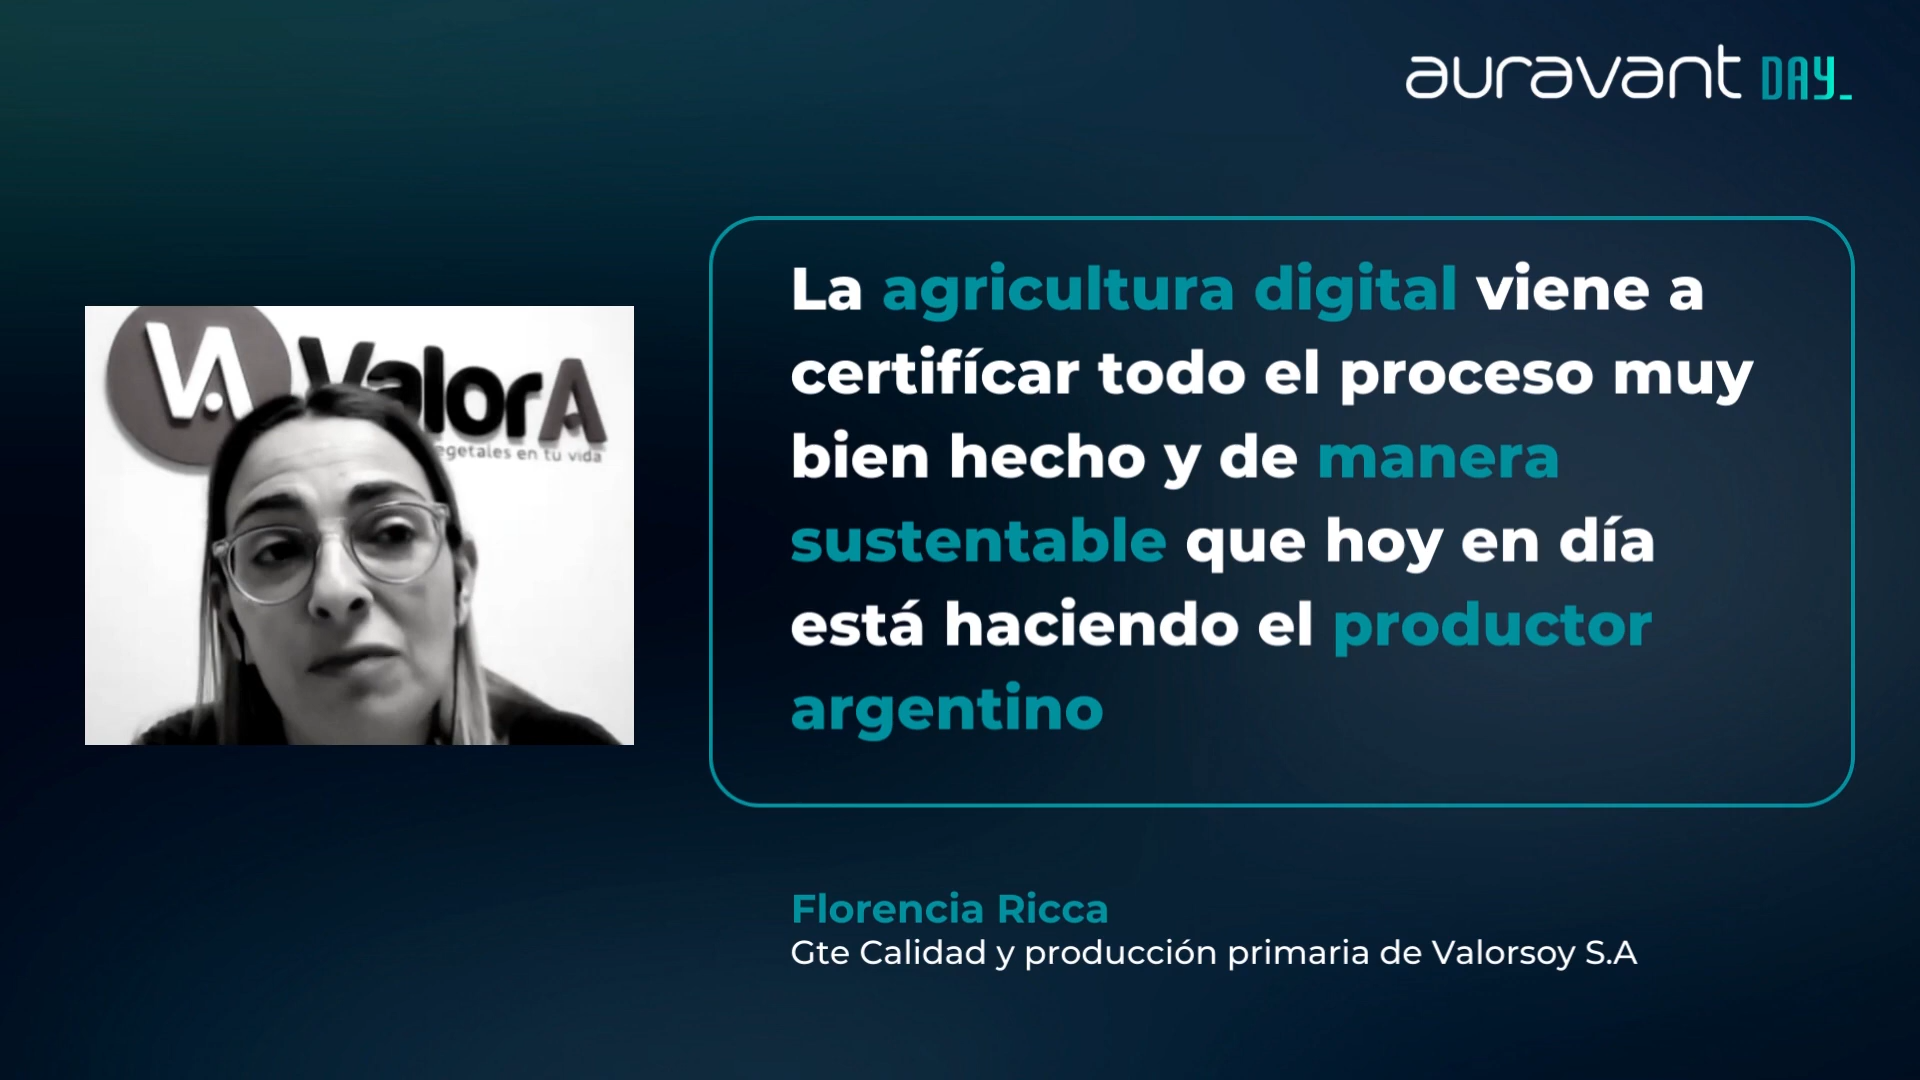 auravant DAY_
VA ValorA
egetales en tu vida
La agricultura digital viene a
certifícar todo el proceso muy
bien hecho y de manera
sustentable que hoy en día
está haciendo el productor
argentino
Florencia Ricca
Gte Calidad y producción primaria de Valorsoy S.A